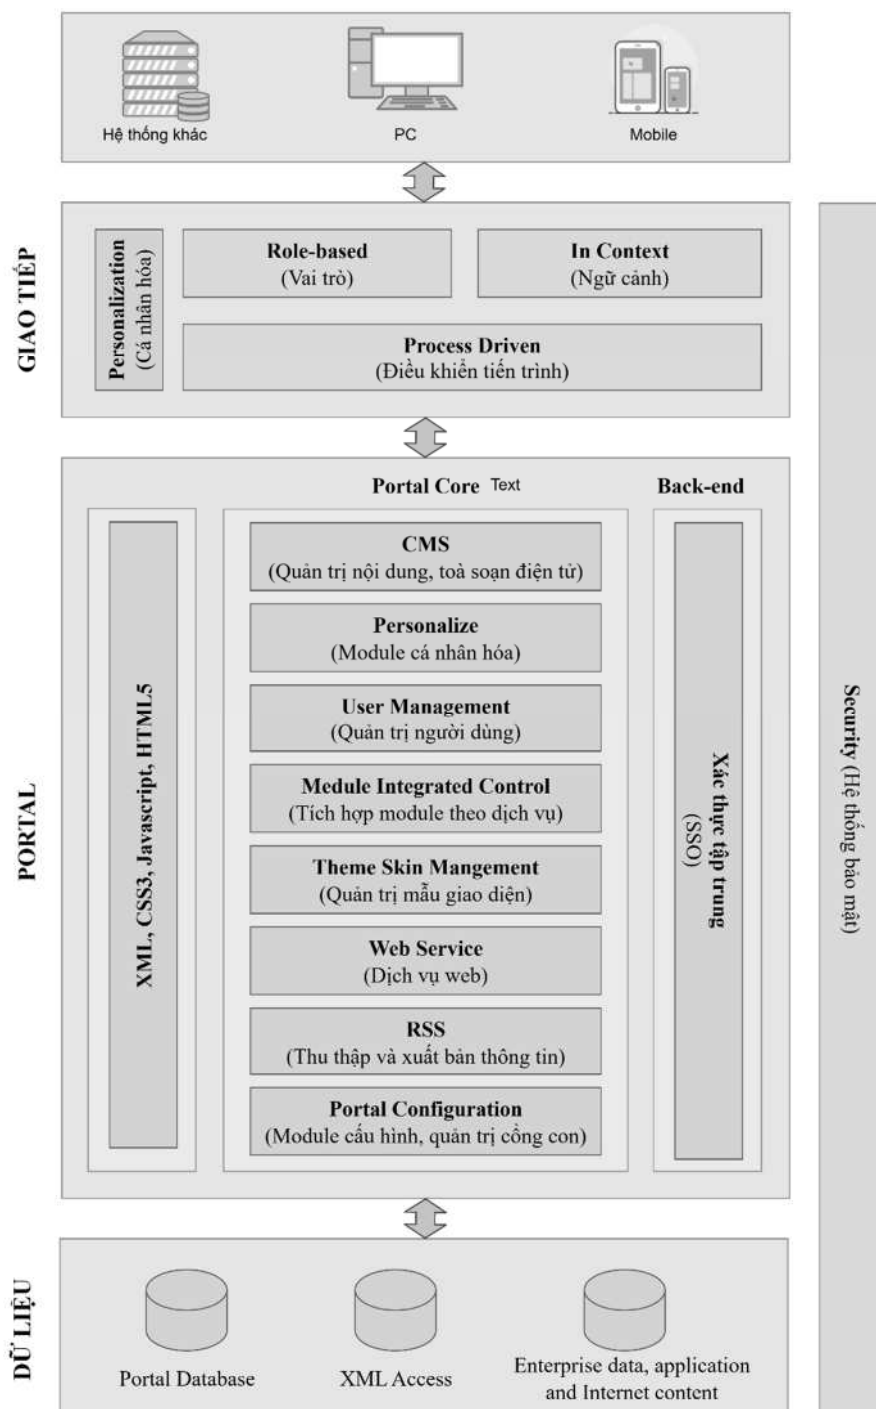 Hệ thống khác
PC
Mobile
GIAO TIẾP
Personalization
(Cá nhân hóa)
Role-based
(Vai trò)
In Context
(Ngữ cảnh)
Process Driven
(Điều khiển tiến trình)
PORTAL
Portal Core Text
Back-end
XML, CSS3, Javascript, HTML5
CMS
(Quản trị nội dung, toà soạn điện tử)
Personalize
(Module cá nhân hóa)
User Management
(Quản trị người dùng)
Medule Integrated Control
(Tích hợp module theo dịch vụ)
Theme Skin Mangement
(Quản trị mẫu giao diện)
Web Service
(Dịch vụ web)
RSS
(Thu thập và xuất bản thông tin)
Portal Configuration
(Module cấu hình, quản trị cổng con)
Xác thực tập trung
(SSO)
Security (Hệ thống bảo mật)
DỮ LIỆU
Portal Database
XML Access
Enterprise data, application
and Internet content